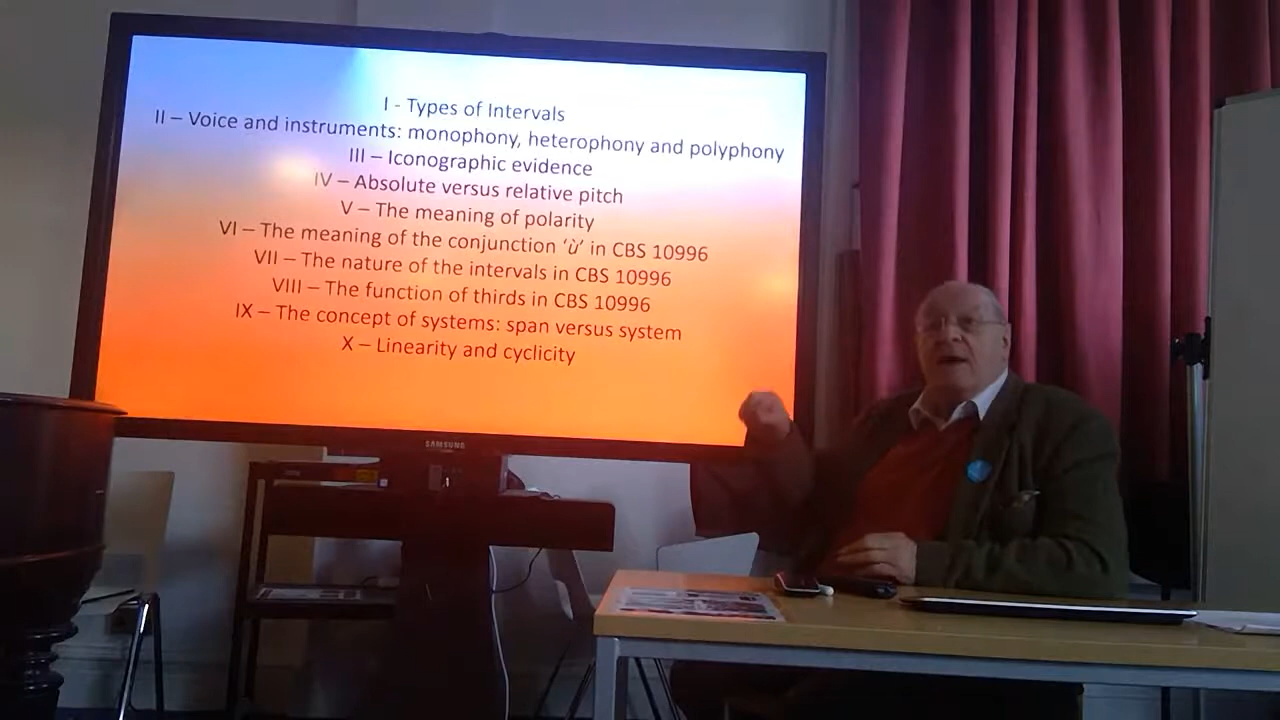 I - Types of Intervals
II – Voice and instruments: monophony, heterophony and polyphony
III – Iconographic evidence
IV – Absolute versus relative pitch
V – The meaning of polarity
VI – The meaning of the conjunction ‘ù’ in CBS 10996
VII – The nature of the intervals in CBS 10996
VIII – The function of thirds in CBS 10996
IX – The concept of systems: span versus system
X – Linearity and cyclicity
SAMSUNG